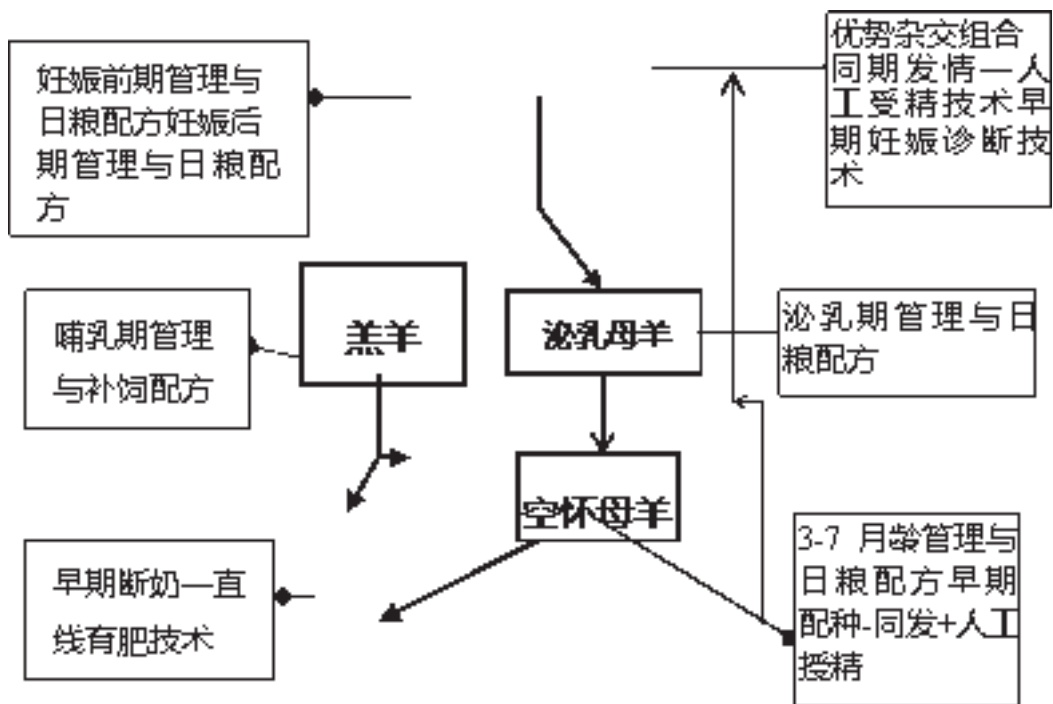 妊娠前期管理与
日粮配方妊娠后
期管理与日粮配
方
优势杂交组合
同期发情—人
工受精技术早
期妊娠诊断技
术
哺乳期管理
与补饲配方
羔羊
泌乳母羊
泌乳期管理与日
粮配方
空怀母羊
早期断奶—直
线育肥技术
3-7 月龄管理与
日粮配方早期
配种-同发+人工
授精